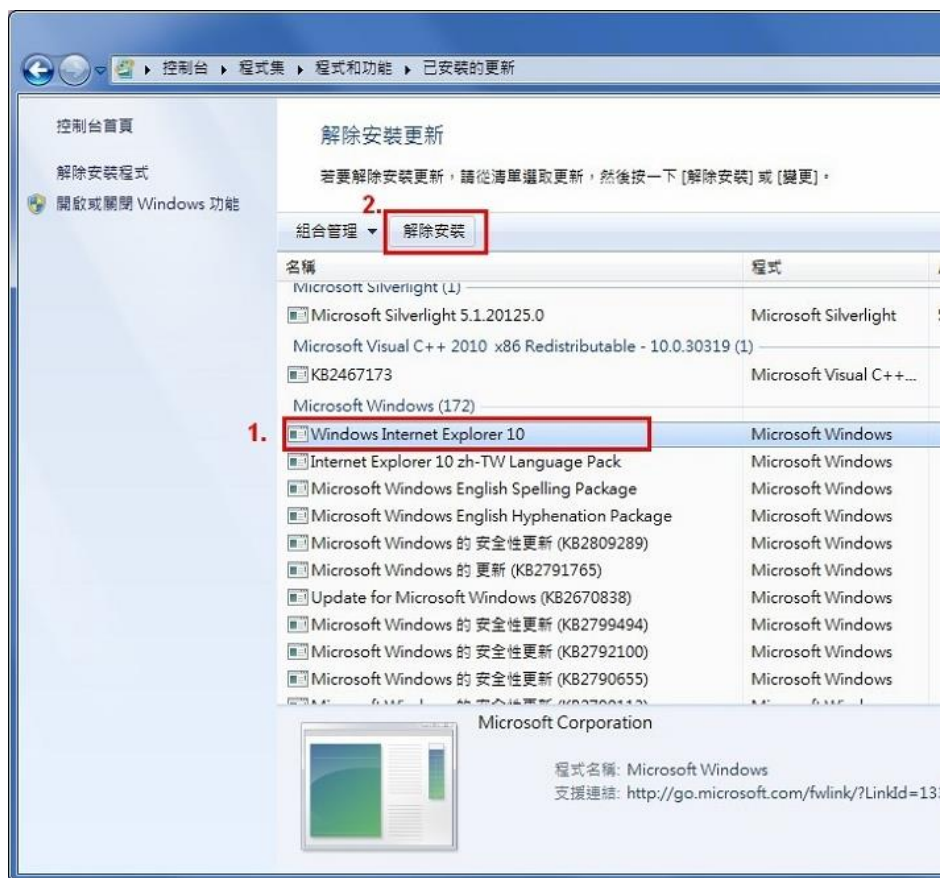 控制台 ▸ 程式集 ▸ 程式和功能 ▸ 已安裝的更新
控制台首頁
解除安裝程式
開啟或關閉 Windows 功能
解除安裝更新
若要解除安裝更新，請從清單選取更新，然後按一下 [解除安裝] 或 [變更]。
2.
組合管理 解除安裝
名稱 程式
Microsoft Silverlight (1)
Microsoft Silverlight 5.1.20125.0 Microsoft Silverlight
Microsoft Visual C++ 2010 x86 Redistributable - 10.0.30319 (1)
KB2467173 Microsoft Visual C++...
Microsoft Windows (172)
1. Windows Internet Explorer 10 Microsoft Windows
Internet Explorer 10 zh-TW Language Pack Microsoft Windows
Microsoft Windows English Spelling Package Microsoft Windows
Microsoft Windows English Hyphenation Package Microsoft Windows
Microsoft Windows 的 安全性更新 (KB2809289) Microsoft Windows
Microsoft Windows 的 更新 (KB2791765) Microsoft Windows
Update for Microsoft Windows (KB2670838) Microsoft Windows
Microsoft Windows 的 安全性更新 (KB2799494) Microsoft Windows
Microsoft Windows 的 安全性更新 (KB2792100) Microsoft Windows
Microsoft Windows 的 安全性更新 (KB2790655) Microsoft Windows
Microsoft Corporation
程式名稱: Microsoft Windows
支援連結: http://go.microsoft.com/fwlink/?LinkId=133